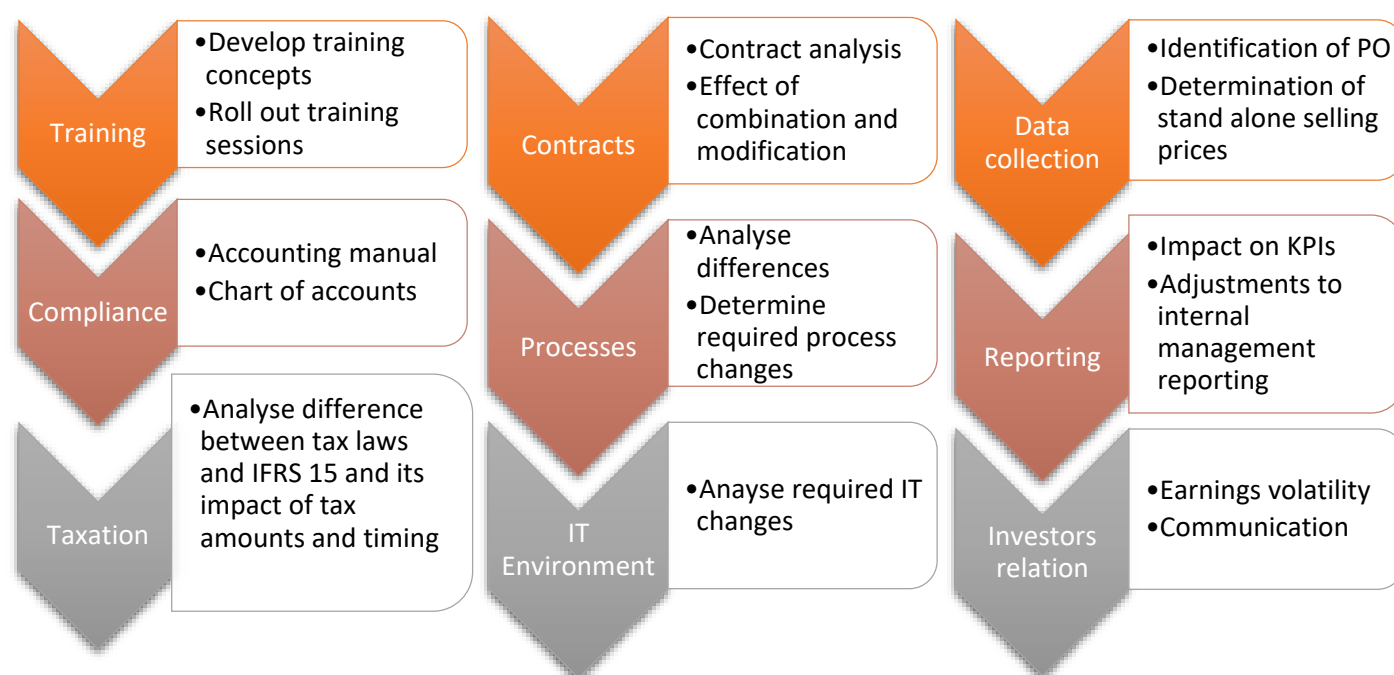 Training
•Develop training
concepts
•Roll out training
sessions
Compliance
•Accounting manual
•Chart of accounts
Taxation
•Analyse difference
between tax laws
and IFRS 15 and its
impact of tax
amounts and timing
Contracts
•Contract analysis
•Effect of
combination and
modification
Processes
•Analyse
differences
•Determine
required process
changes
IT
Environment
•Anayse required IT
changes
Data
collection
•Identification of PO
•Determination of
stand alone selling
prices
Reporting
•Impact on KPIs
•Adjustments to
internal
management
reporting
Investors
relation
•Earnings volatility
•Communication